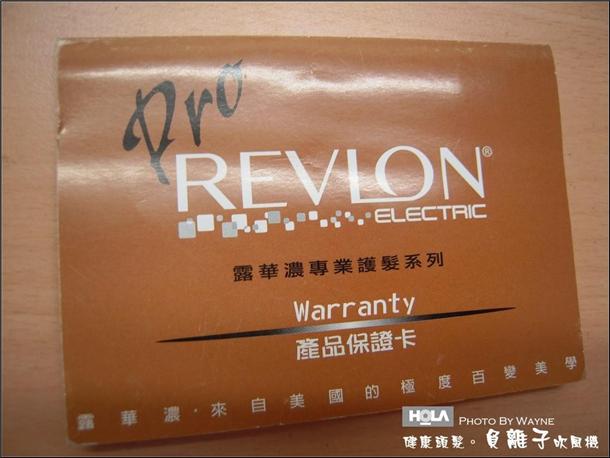 Pro
REVLON®
ELECTRIC
露華濃專業護髮系列
Warranty
產品保證卡
露華濃·來自美國的極度百變美學
HOLA PHOTO BY WAYNE
健康護髮。負離子吹風機